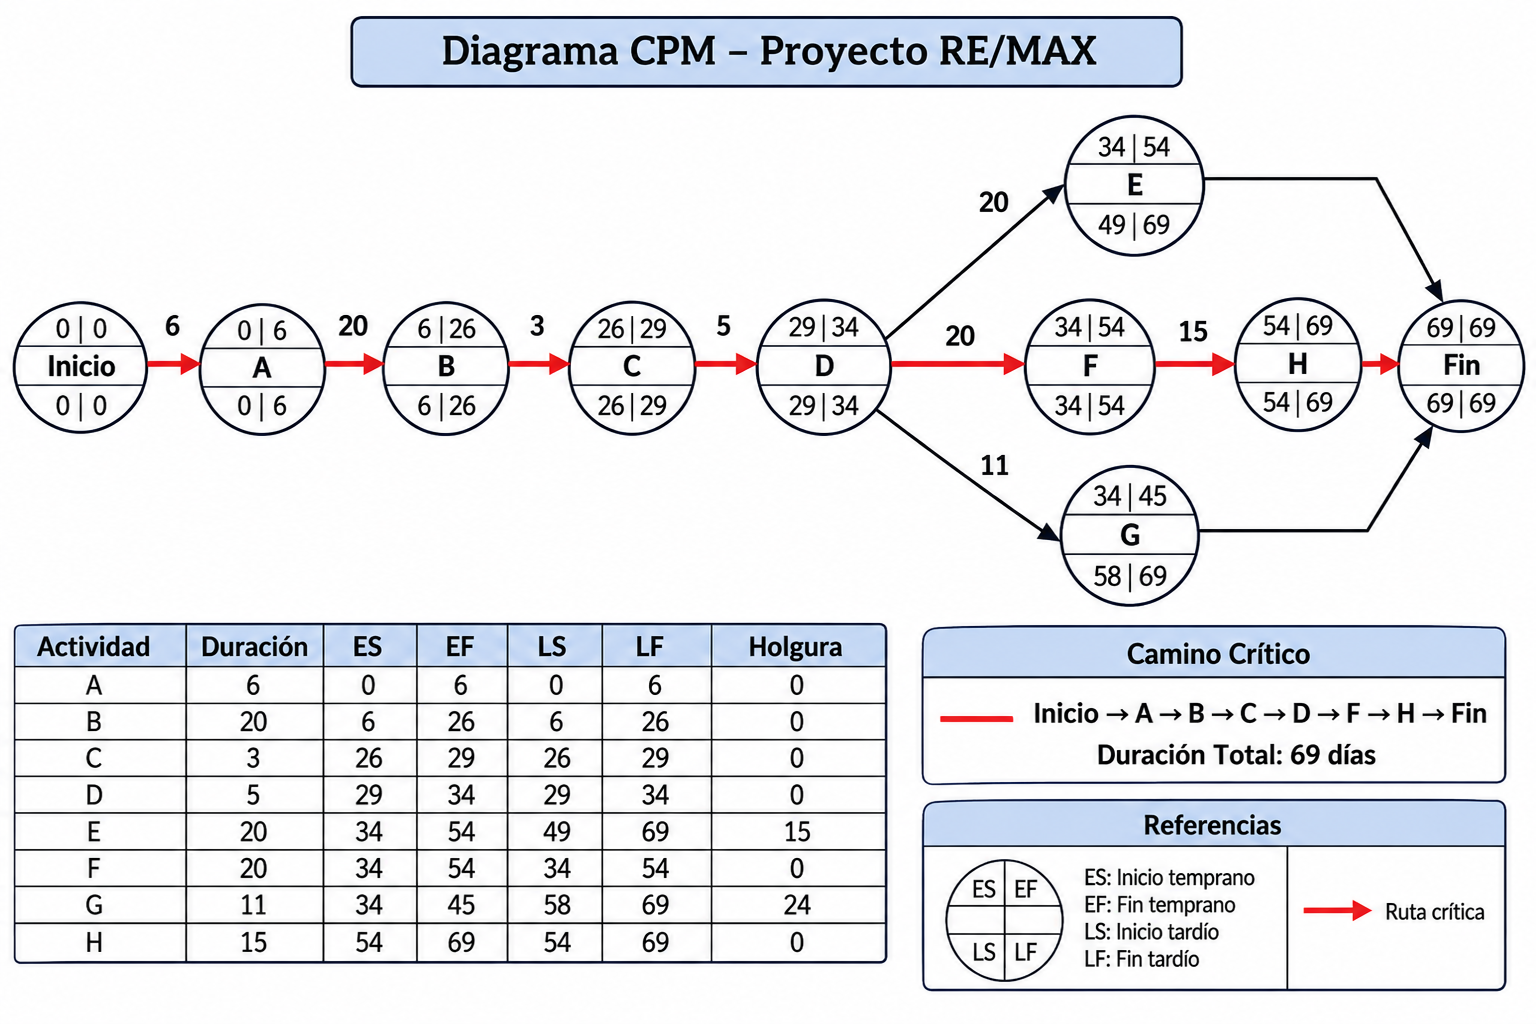 Diagrama CPM – Proyecto RE/MAX
34 | 54
E
49 | 69
20
0 | 0
Inicio
0 | 0
6
0 | 6
A
0 | 6
20
6 | 26
B
6 | 26
3
26 | 29
C
26 | 29
5
29 | 34
D
29 | 34
20
34 | 54
F
34 | 54
15
54 | 69
H
54 | 69
69 | 69
Fin
69 | 69
11
34 | 45
G
58 | 69
Actividad Duración ES EF LS LF Holgura
A 6 0 6 0 6 0
B 20 6 26 6 26 0
C 3 26 29 26 29 0
D 5 29 34 29 34 0
E 20 34 54 49 69 15
F 20 34 54 34 54 0
G 11 34 45 58 69 24
H 15 54 69 54 69 0
Camino Crítico
Inicio → A → B → C → D → F → H → Fin
Duración Total: 69 días
Referencias
ES EF
LS LF
ES: Inicio temprano
EF: Fin temprano
LS: Inicio tardío
LF: Fin tardío
Ruta crítica